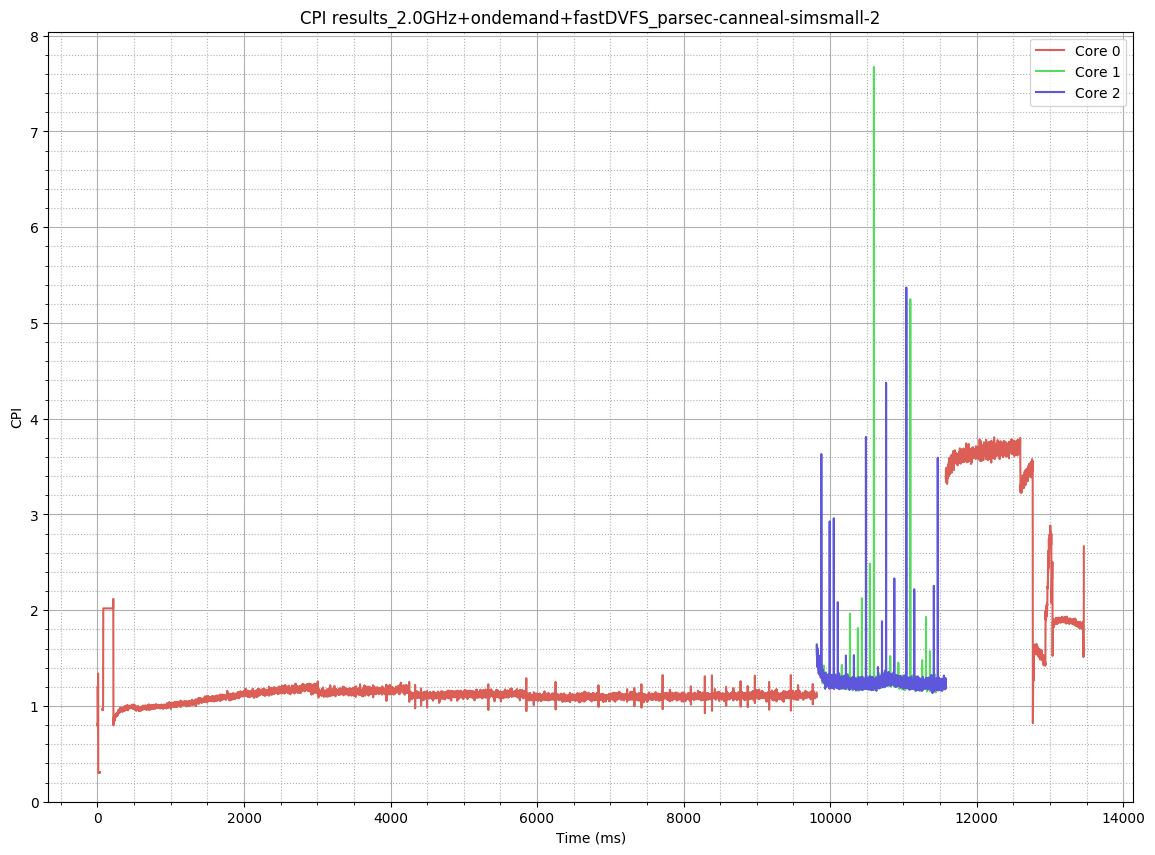 CPI results_2.0GHz+ondemand+fastDVFS_parsec-canneal-simsmall-2
Core 0
Core 1
Core 2
CPI
8
7
6
5
4
3
2
1
0
0 2000 4000 6000 8000 10000 12000 14000
Time (ms)